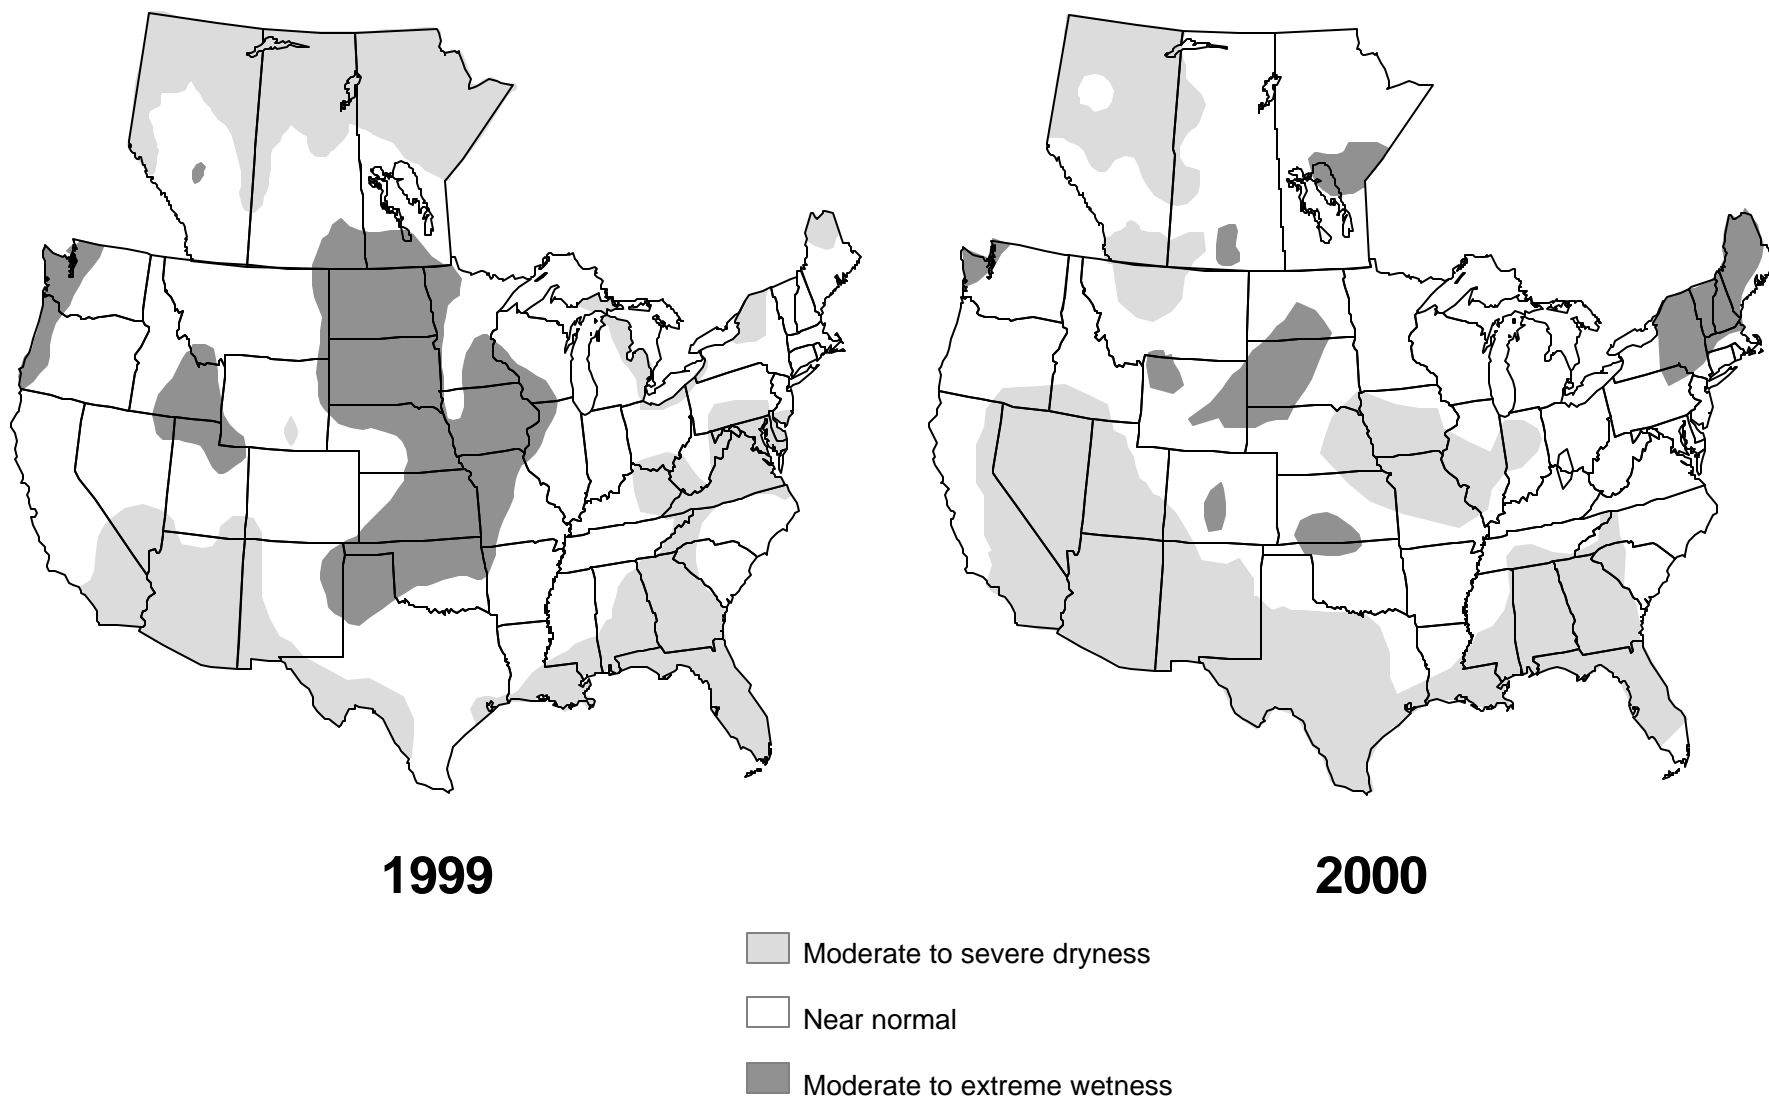 1999
2000
Moderate to severe dryness
Near normal
Moderate to extreme wetness